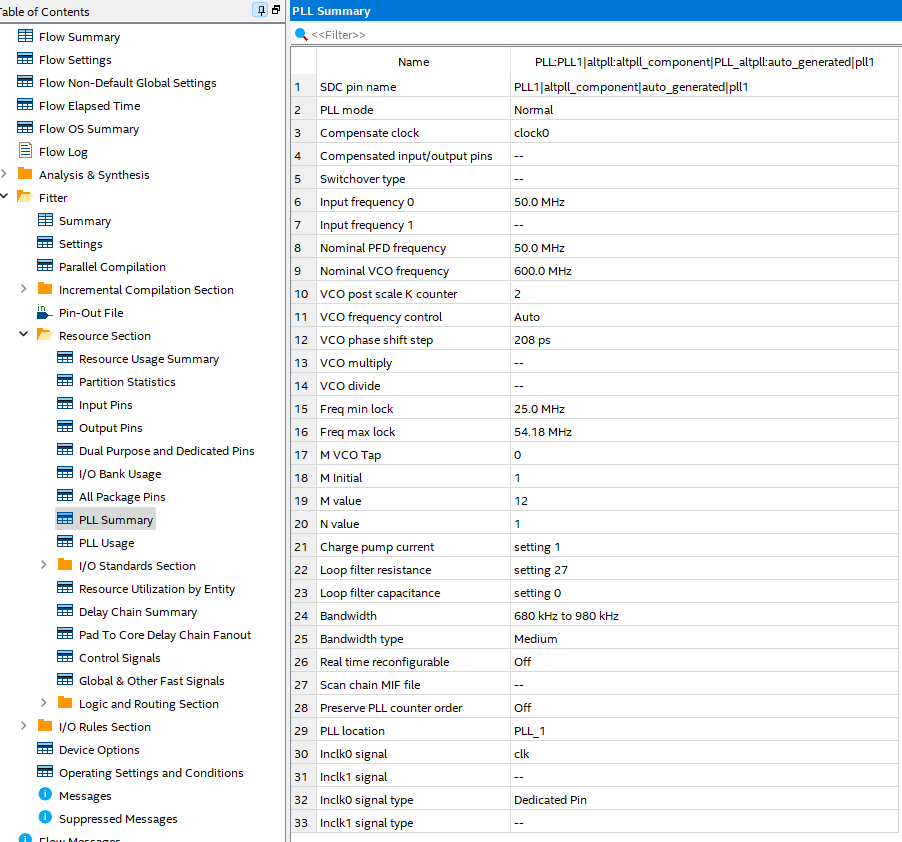 Table of Contents
Flow Summary
Flow Settings
Flow Non-Default Global Settings
Flow Elapsed Time
Flow OS Summary
Flow Log
Analysis & Synthesis
Fitter
Summary
Settings
Parallel Compilation
Incremental Compilation Section
Pin-Out File
Resource Section
Resource Usage Summary
Partition Statistics
Input Pins
Output Pins
Dual Purpose and Dedicated Pins
I/O Bank Usage
All Package Pins
PLL Summary
PLL Usage
I/O Standards Section
Resource Utilization by Entity
Delay Chain Summary
Pad To Core Delay Chain Fanout
Control Signals
Global & Other Fast Signals
Logic and Routing Section
I/O Rules Section
Device Options
Operating Settings and Conditions
Messages
Suppressed Messages
Flow Messages
PLL Summary
<<Filter>>
Name PLL:PLL1|altpll:altpll_component|PLL_altpll:auto_generated|pll1
1 SDC pin name PLL1|altpll_component|auto_generated|pll1
2 PLL mode Normal
3 Compensate clock clock0
4 Compensated input/output pins --
5 Switchover type --
6 Input frequency 0 50.0 MHz
7 Input frequency 1 --
8 Nominal PFD frequency 50.0 MHz
9 Nominal VCO frequency 600.0 MHz
10 VCO post scale K counter 2
11 VCO frequency control Auto
12 VCO phase shift step 208 ps
13 VCO multiply --
14 VCO divide --
15 Freq min lock 25.0 MHz
16 Freq max lock 54.18 MHz
17 M VCO Tap 0
18 M Initial 1
19 M value 12
20 N value 1
21 Charge pump current setting 1
22 Loop filter resistance setting 27
23 Loop filter capacitance setting 0
24 Bandwidth 680 kHz to 980 kHz
25 Bandwidth type Medium
26 Real time reconfigurable Off
27 Scan chain MIF file --
28 Preserve PLL counter order Off
29 PLL location PLL_1
30 Inclk0 signal clk
31 Inclk1 signal --
32 Inclk0 signal type Dedicated Pin
33 Inclk1 signal type --